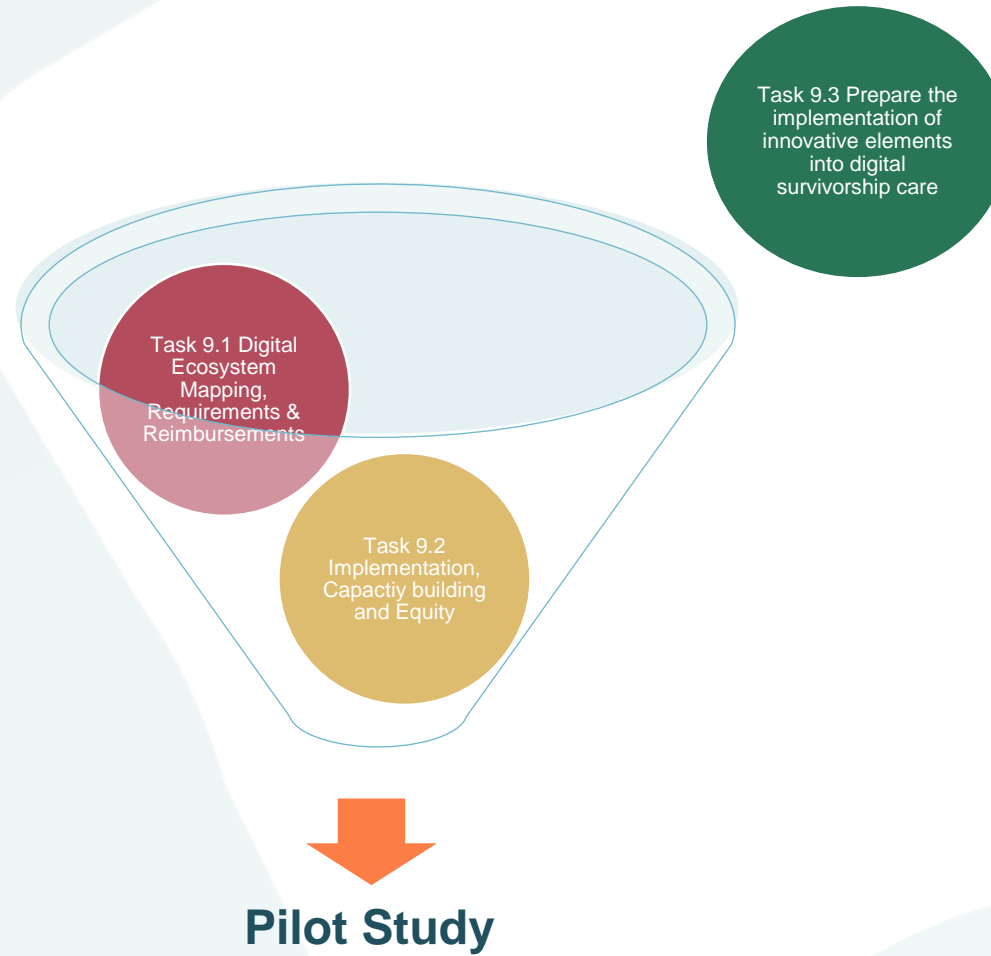 Task 9.3 Prepare the
implementation of
innovative elements
into digital
survivorship care
Task 9.1 Digital
Ecosystem
Mapping,
Requirements &
Reimbursements
Task 9.2
Implementation,
Capactiy building
and Equity
Pilot Study